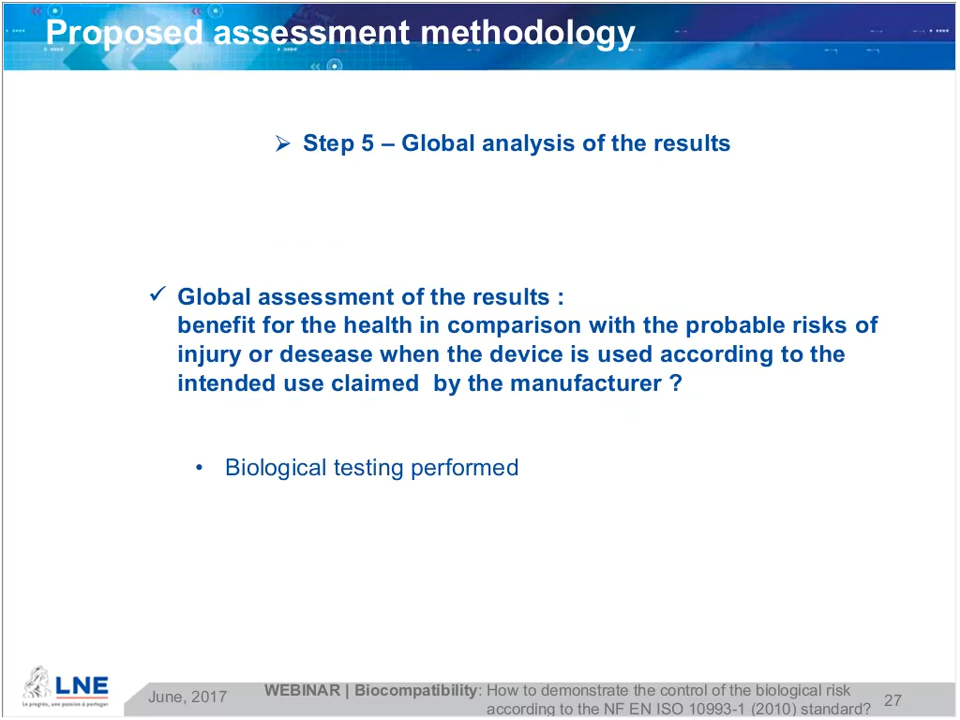 Proposed assessment methodology
➢ Step 5 – Global analysis of the results
✓ Global assessment of the results :
benefit for the health in comparison with the probable risks of
injury or desease when the device is used according to the
intended use claimed  by the manufacturer ?
• Biological testing performed
LNE
Le progrès, une passion à partager
June, 2017
WEBINAR | Biocompatibility: How to demonstrate the control of the biological risk
according to the NF EN ISO 10993-1 (2010) standard?
27